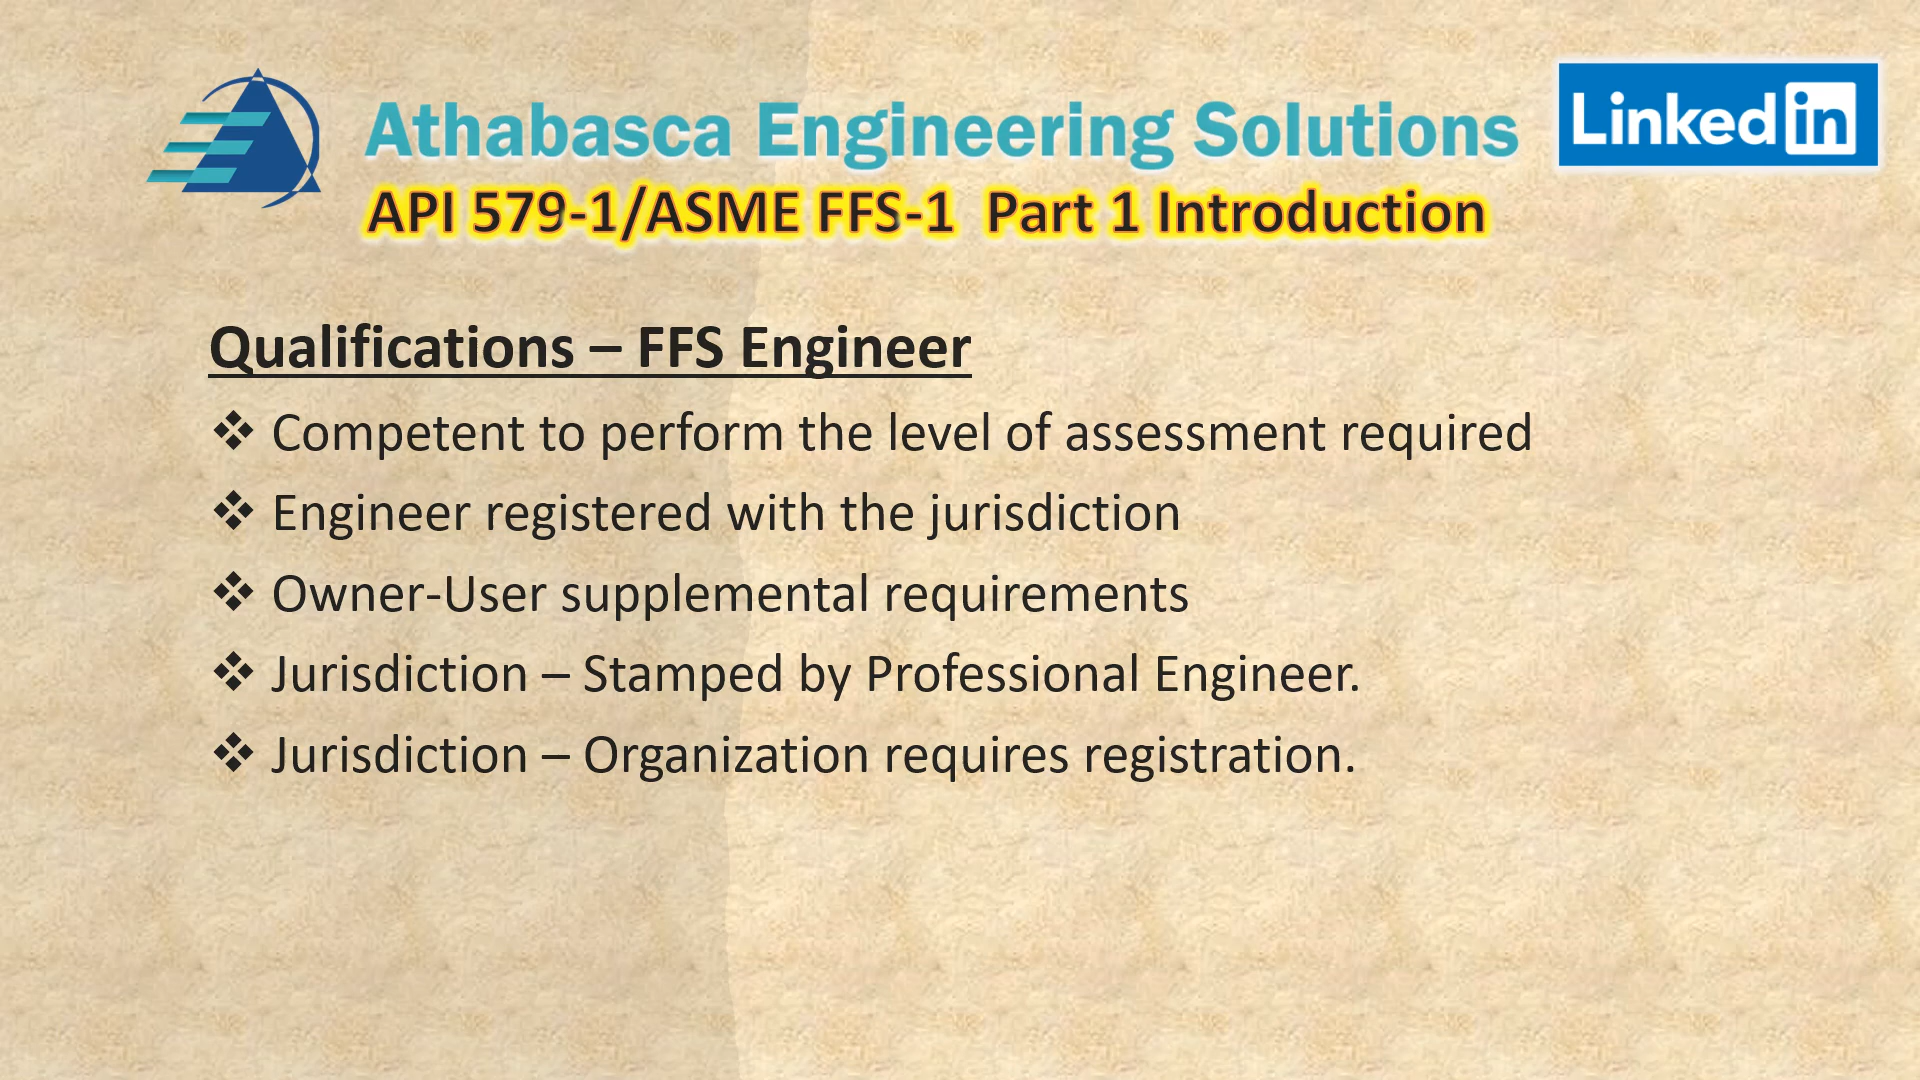 Athabasca Engineering Solutions
Linked in
API 579-1/ASME FFS-1 Part 1 Introduction
Qualifications – FFS Engineer
❖ Competent to perform the level of assessment required
❖ Engineer registered with the jurisdiction
❖ Owner-User supplemental requirements
❖ Jurisdiction – Stamped by Professional Engineer.
❖ Jurisdiction – Organization requires registration.